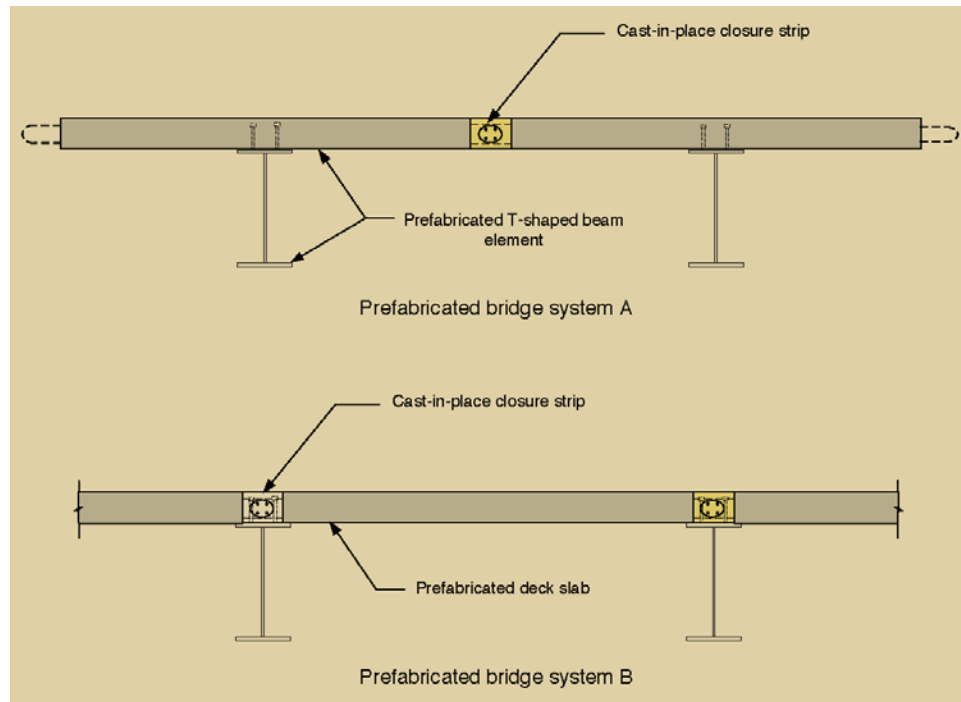 Cast-in-place closure strip
Prefabricated T-shaped beam
element
Prefabricated bridge system A
Cast-in-place closure strip
Prefabricated deck slab
Prefabricated bridge system B